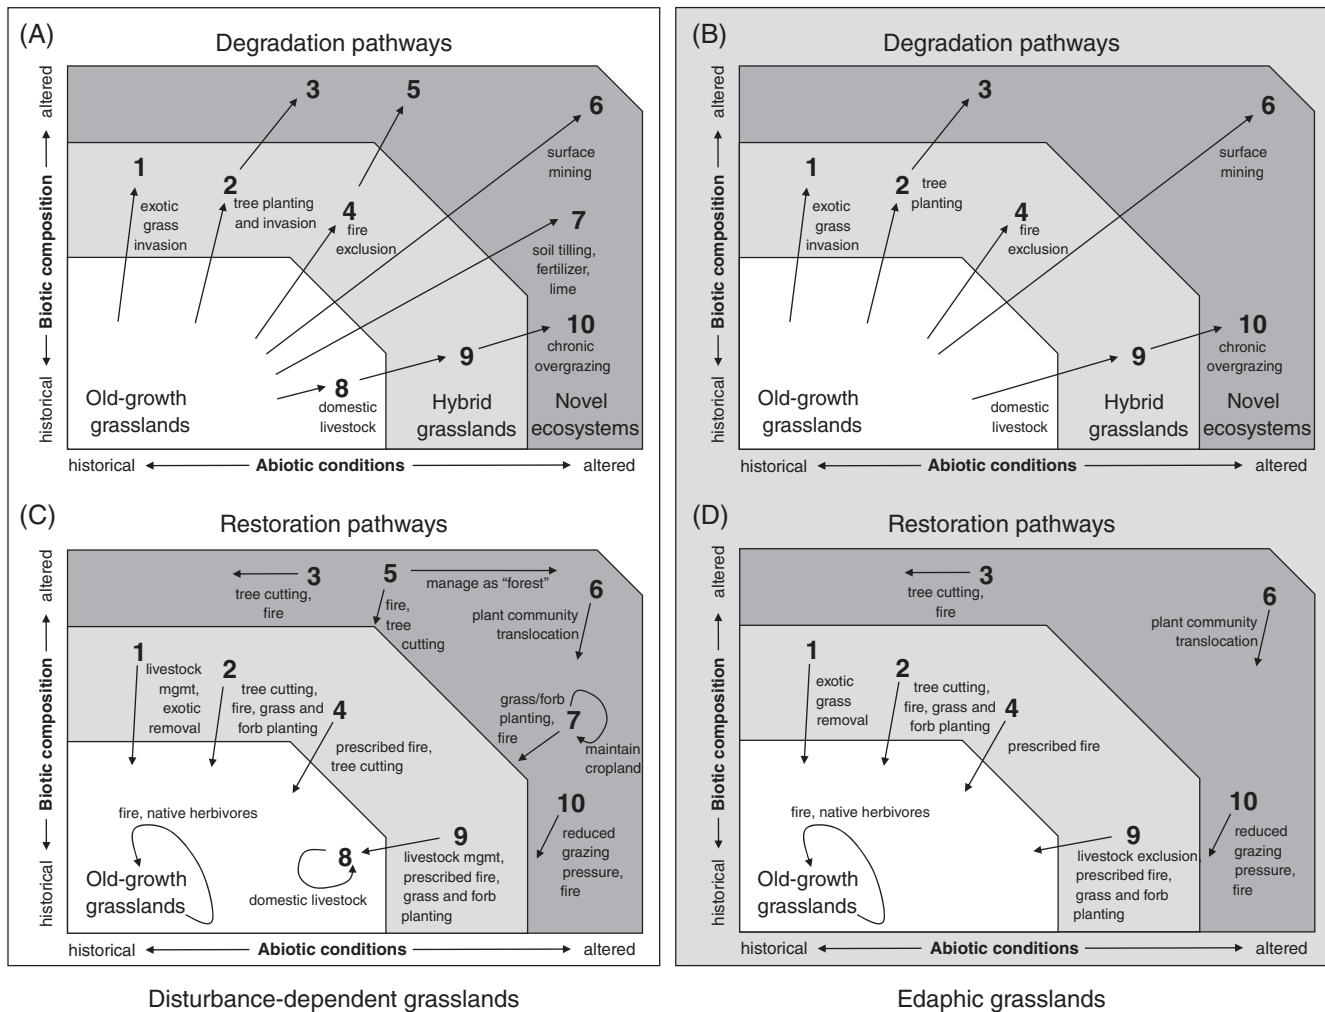 (A)
Degradation pathways
altered
Biotic composition
historical
3
5
6
surface
mining
1
exotic
grass
invasion
2
tree planting
and invasion
4
fire
exclusion
7
soil tilling,
fertilizer,
lime
10
chronic
overgrazing
9
8
domestic
livestock
Old-growth
grasslands
Hybrid
grasslands
Novel
ecosystems
historical
Abiotic conditions
altered
(B)
Degradation pathways
altered
Biotic composition
historical
3
6
surface
mining
1
exotic
grass
invasion
2
tree
planting
4
fire
exclusion
10
chronic
overgrazing
9
domestic
livestock
Old-growth
grasslands
Hybrid
grasslands
Novel
ecosystems
historical
Abiotic conditions
altered
(C)
Restoration pathways
altered
Biotic composition
historical
3
tree cutting,
fire
5
manage as “forest”
fire,
tree
cutting
6
plant community
translocation
1
livestock
mgmt,
exotic
removal
2
tree cutting,
fire, grass and
forb planting
4
prescribed fire,
tree cutting
grass/forb
planting,
fire
7
maintain
cropland
10
reduced
grazing
pressure,
fire
9
livestock mgmt,
prescribed fire,
grass and forb
planting
8
domestic livestock
fire, native herbivores
Old-growth
grasslands
historical
Abiotic conditions
altered
(D)
Restoration pathways
altered
Biotic composition
historical
3
tree cutting,
fire
6
plant community
translocation
1
exotic
grass
removal
2
tree cutting,
fire, grass and
forb planting
4
prescribed fire
10
reduced
grazing
pressure,
fire
9
livestock exclusion,
prescribed fire,
grass and forb
planting
fire, native herbivores
Old-growth
grasslands
historical
Abiotic conditions
altered
Disturbance-dependent grasslands
Edaphic grasslands